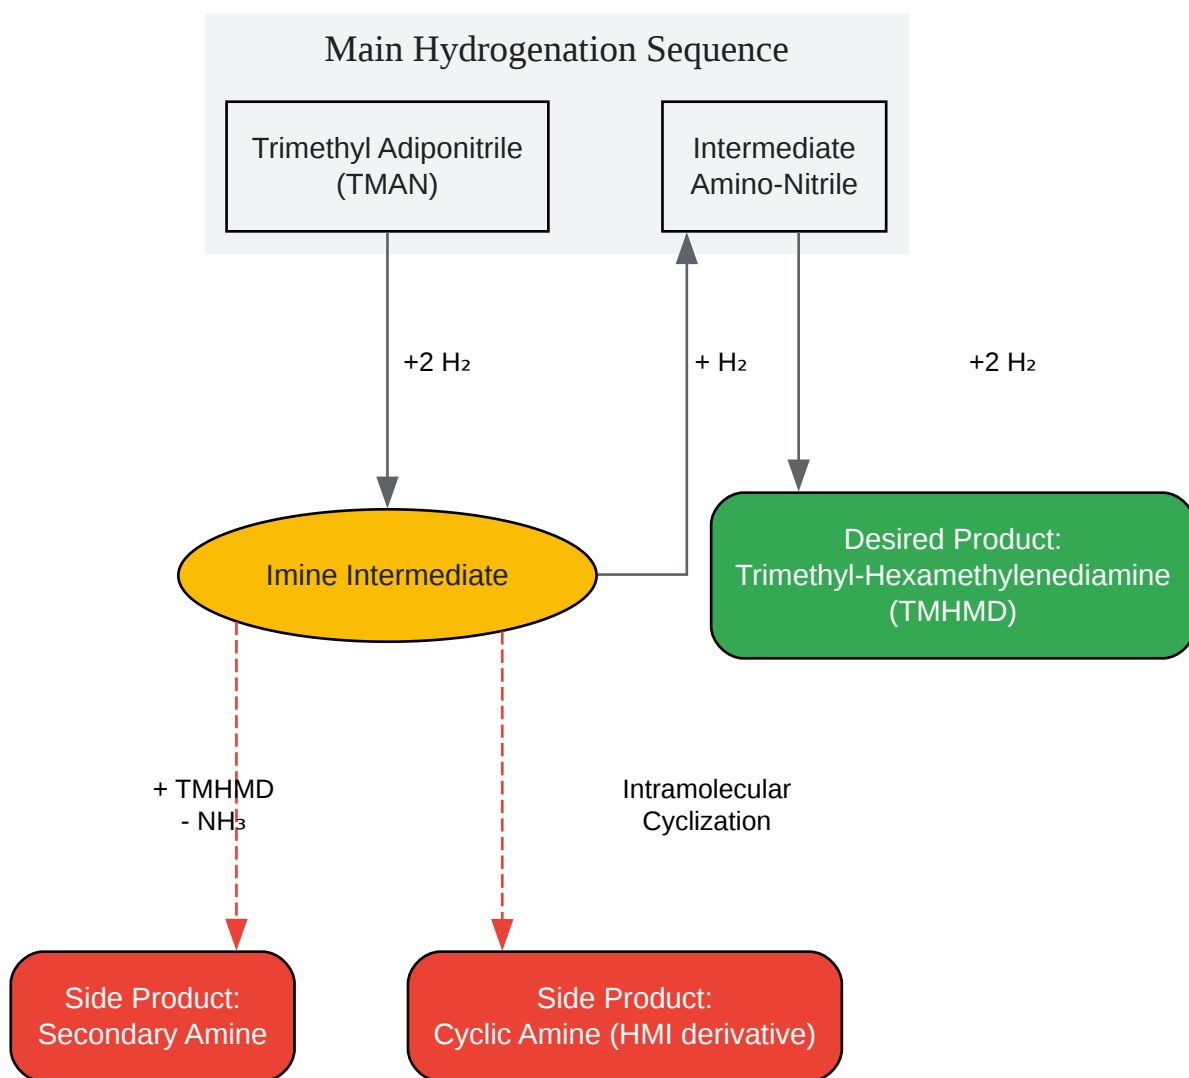 Main Hydrogenation Sequence
Trimethyl Adiponitrile
(TMAN)
Intermediate
Amino-Nitrile
+2 H₂
+ H₂
+2 H₂
Imine Intermediate
Desired Product:
Trimethyl-Hexamethylenediamine
(TMHMD)
+ TMHMD
- NH₃
Intramolecular
Cyclization
Side Product:
Secondary Amine
Side Product:
Cyclic Amine (HMI derivative)